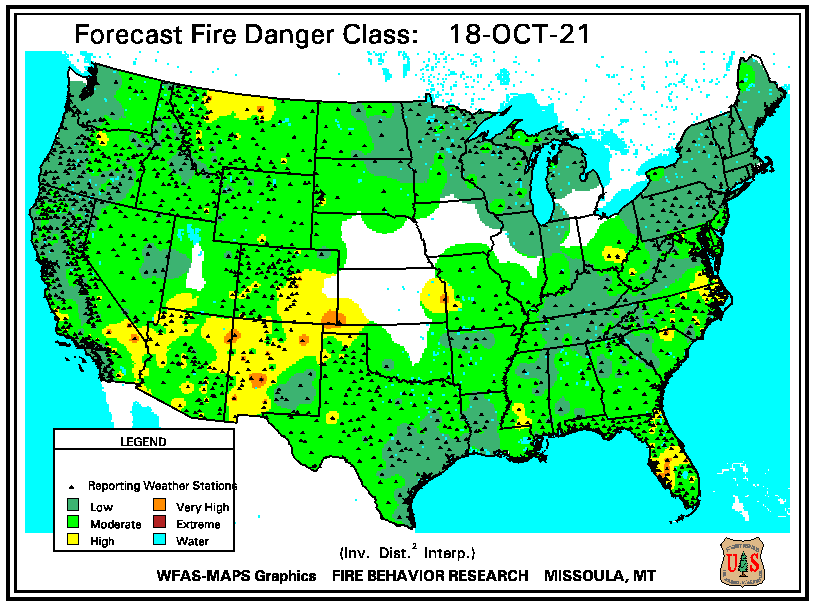 Forecast Fire Danger Class: 18-OCT-21
LEGEND
Reporting Weather Stations
Low Very High
Moderate Extreme
High Water
(Inv. Dist.2 Interp.)
WFAS-MAPS Graphics FIRE BEHAVIOR RESEARCH MISSOULA, MT
U S